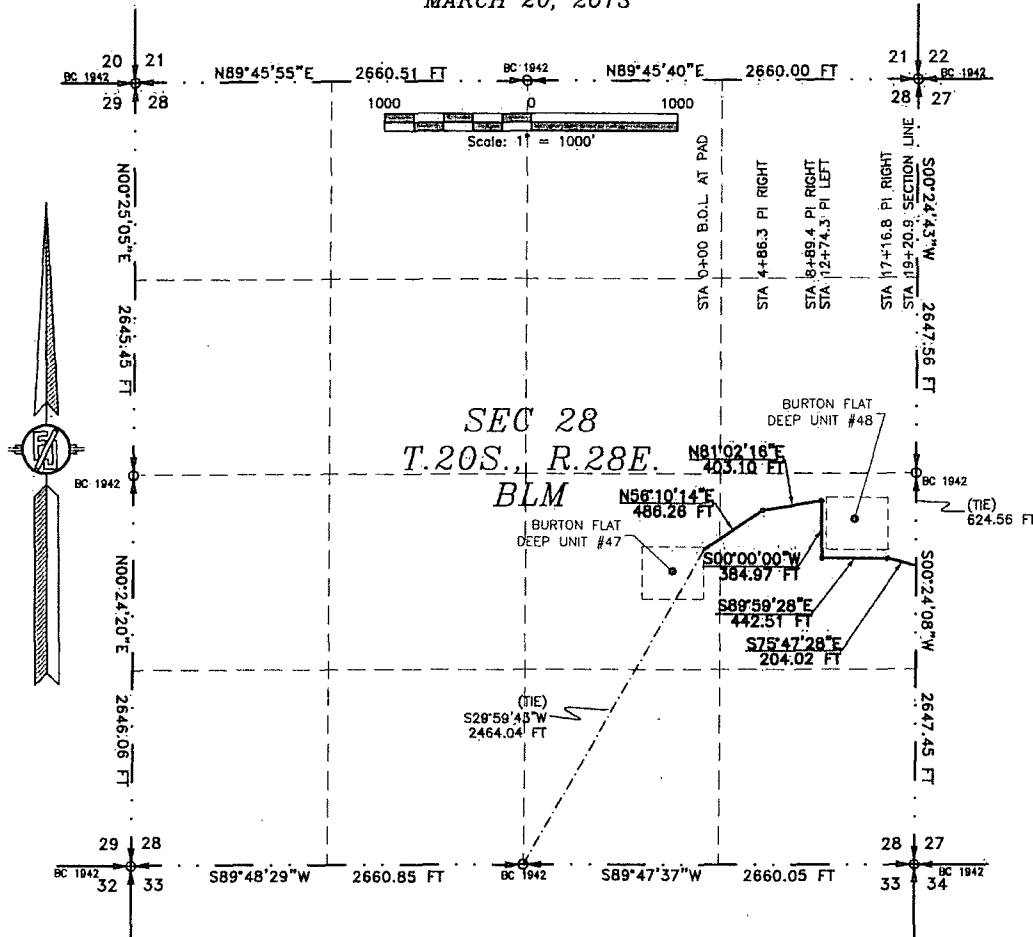 MARCH 20, 2013
20 21
BC 1942
29 28
N89°45'55"E 2660.51 FT
BC 1942
N89°45'40"E 2660.00 FT
21 22
BC 1942
28 27
1000 0 1000
Scale: 1" = 1000'
N00°25'05"E
2645.45 FT
STA 0+00 B.O.L. AT PAD
STA 4+86.3 PI RIGHT
STA 8+89.4 PI RIGHT
STA 12+74.3 PI LEFT
STA 17+16.8 PI RIGHT
STA 19+20.9 SECTION LINE
S00°24'43"W
2647.56 FT
SEC 28
T.20S., R.28E.
BLM
BURTON FLAT
DEEP UNIT #48
N81°02'16"E
403.10 FT
BC 1942
BC 1942
(TIE)
624.56 FT
N56°10'14"E
486.26 FT
BURTON FLAT
DEEP UNIT #47
S00°00'00"W
384.97 FT
S89°59'28"E
442.51 FT
S75°47'28"E
204.02 FT
N00°24'20"E
2646.06 FT
S00°24'08"W
2647.45 FT
(TIE)
S29°59'43"W
2464.04 FT
29 28
BC 1942
32 33
S89°48'29"W 2660.85 FT
BC 1942
S89°47'37"W 2660.05 FT
28 27
BC 1942
33 34